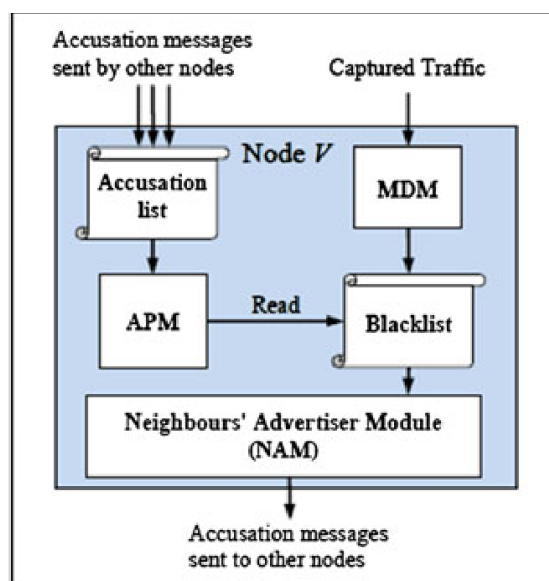 Accusation messages
sent by other nodes
Captured Traffic
Node V
Accusation
list
MDM
APM
Read
Blacklist
Neighbours' Advertiser Module
(NAM)
Accusation messages
sent to other nodes